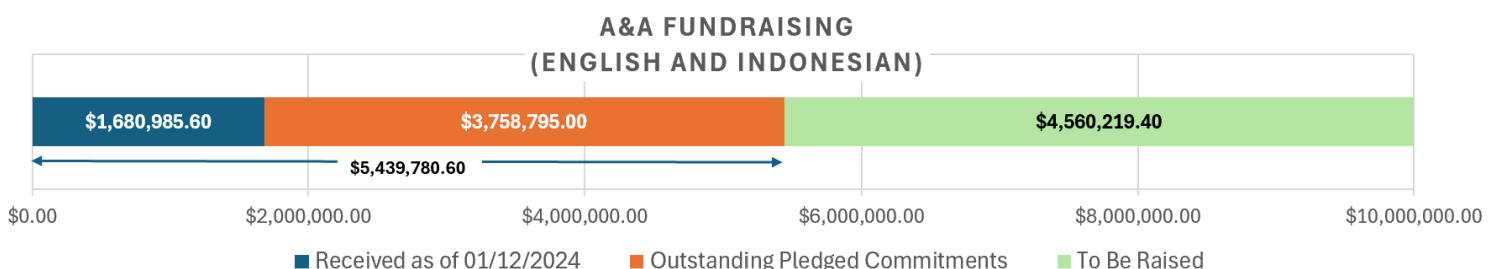 A&A FUNDRAISING
(ENGLISH AND INDONESIAN)
$1,680,985.60 $3,758,795.00 $4,560,219.40
$5,439,780.60
$0.00 $2,000,000.00 $4,000,000.00 $6,000,000.00 $8,000,000.00 $10,000,000.00
Received as of 01/12/2024 Outstanding Pledged Commitments To Be Raised